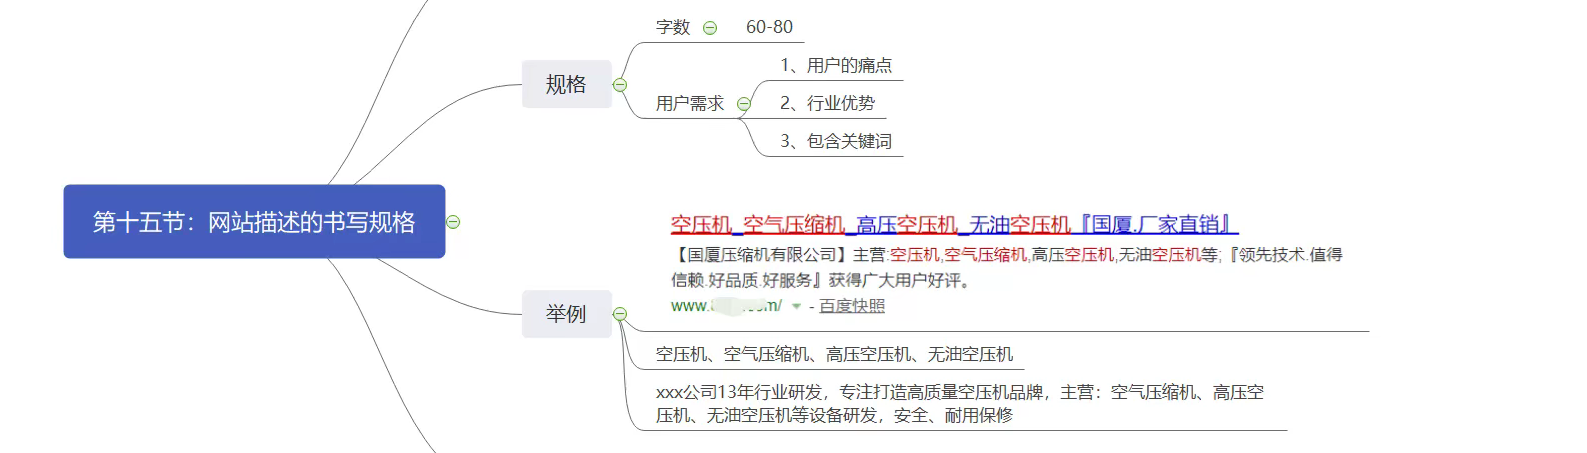 字数
60-80
规格
1、用户的痛点
用户需求
2、行业优势
3、包含关键词
第十五节：网站描述的书写规格
空压机_空气压缩机_高压空压机_无油空压机『国厦.厂家直销』
【国厦压缩机有限公司】主营:空压机,空气压缩机,高压空压机,无油空压机等;『领先技术.值得
信赖.好品质.好服务』获得广大用户好评。
- 百度快照
举例
空压机、空气压缩机、高压空压机、无油空压机
xxx公司13年行业研发，专注打造高质量空压机品牌，主营：空气压缩机、高压空
压机、无油空压机等设备研发，安全、耐用保修